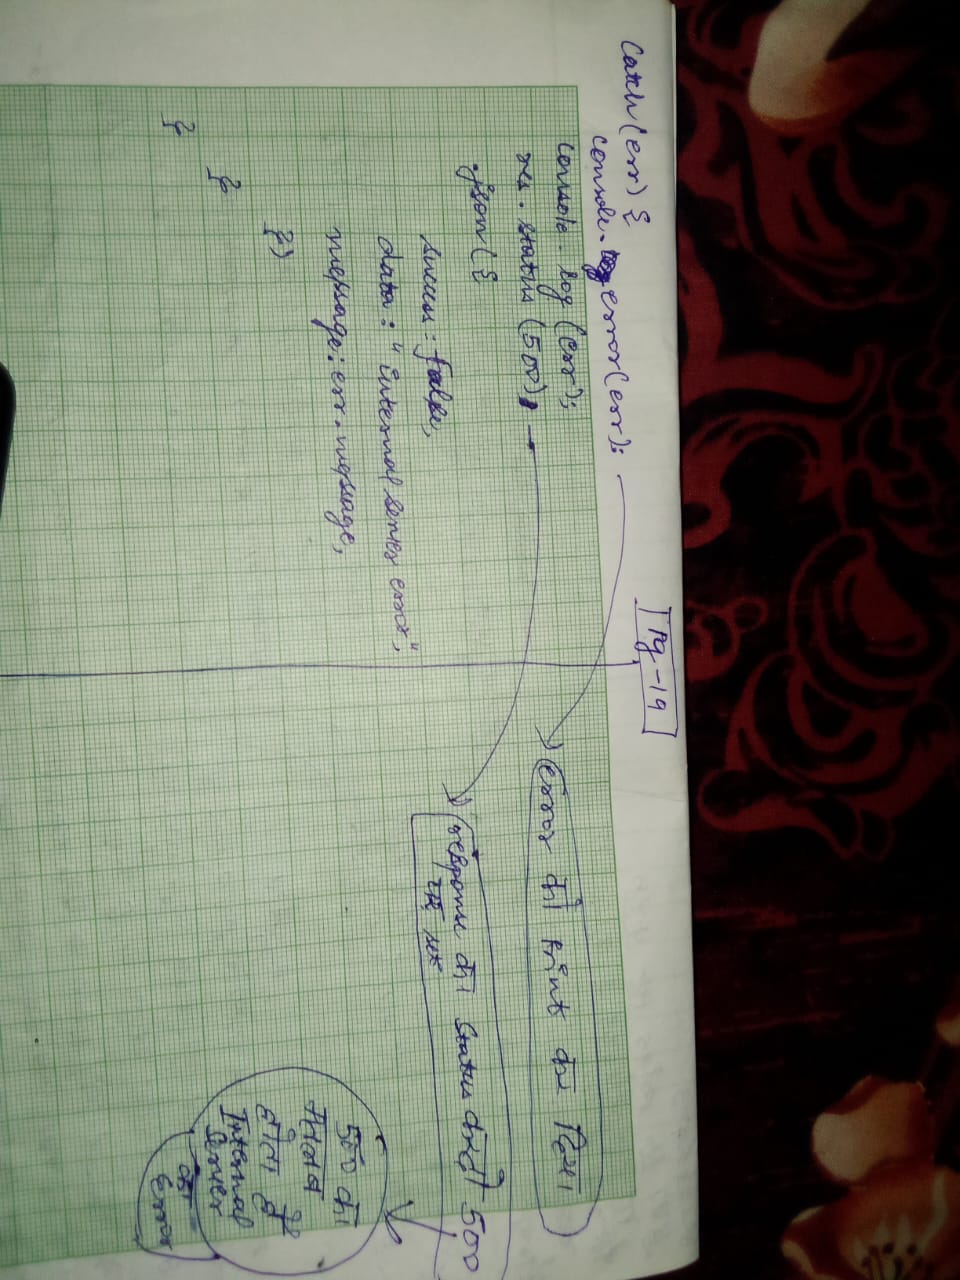 Pg-19
catch(err) {
console.error(err);
console.log(err);
res.status(500),
.json({
success: false,
data: "internal server error",
message: err.message,
})
}
}
error को print कर दिया
response की status code 500
पर set
500 का
मतलब
होता है
Internal
Server
Error